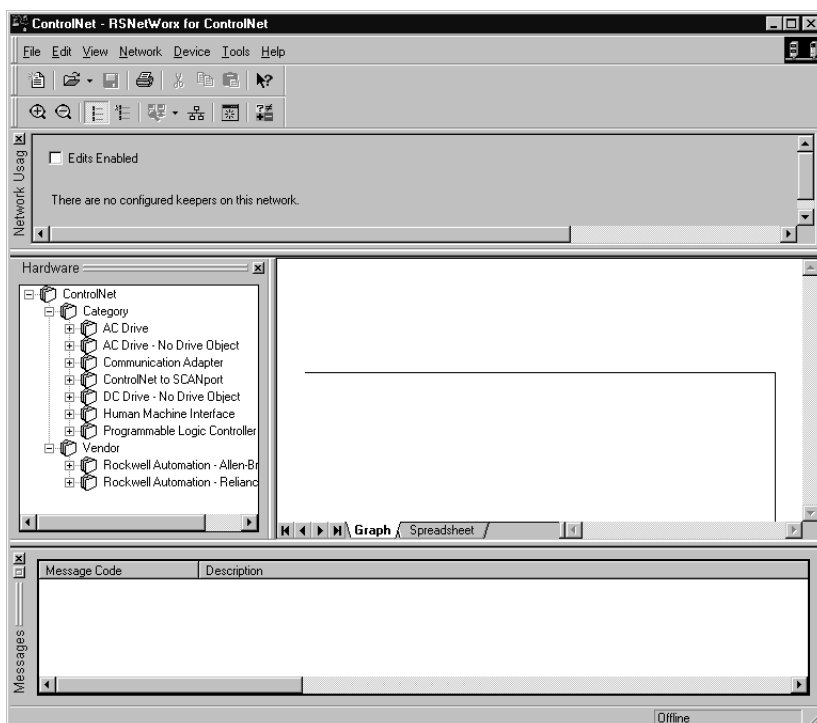 ControlNet - RSNetWorx for ControlNet
File Edit View Network Device Tools Help
Network Usag
Edits Enabled
There are no configured keepers on this network.
Hardware
ControlNet
Category
AC Drive
AC Drive - No Drive Object
Communication Adapter
ControlNet to SCANport
DC Drive - No Drive Object
Human Machine Interface
Programmable Logic Controller
Vendor
Rockwell Automation - Allen-Br
Rockwell Automation - Relianc
Graph Spreadsheet
Messages
Message Code Description
Offline